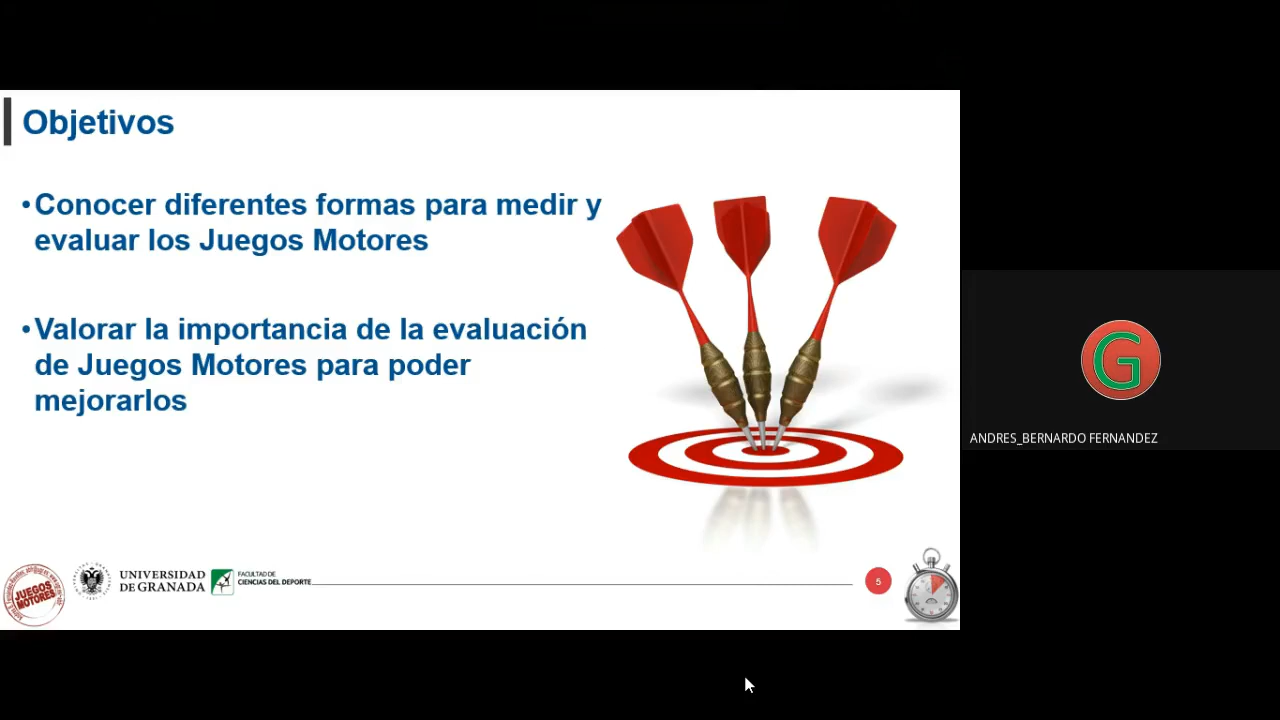 Objetivos
•Conocer diferentes formas para medir y
evaluar los Juegos Motores
•Valorar la importancia de la evaluación
de Juegos Motores para poder
mejorarlos
G
ANDRES_BERNARDO FERNANDEZ
JUEGOS
MOTORES
UNIVERSIDAD
DE GRANADA
FACULTAD DE
CIENCIAS DEL DEPORTE
5